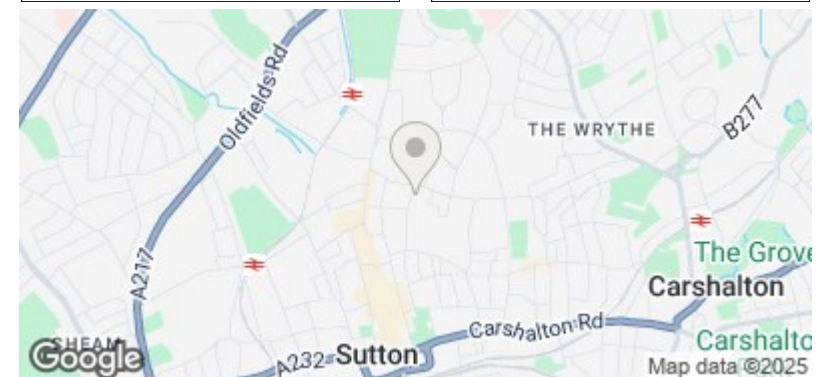 Oldfields Rd
THE WRYTHE
B277
A217
The Grove
Carshalton
Carshalton Rd
Carshalto
CHEAM
A232
Sutton
Google
Map data ©2025